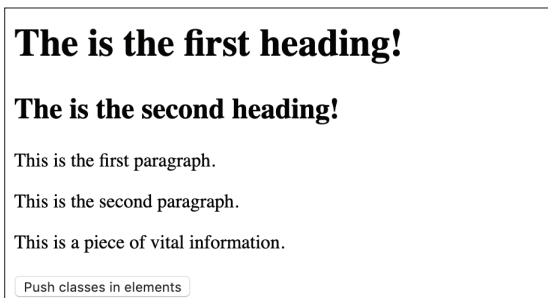 The is the first heading!
The is the second heading!
This is the first paragraph.
This is the second paragraph.
This is a piece of vital information.
Push classes in elements